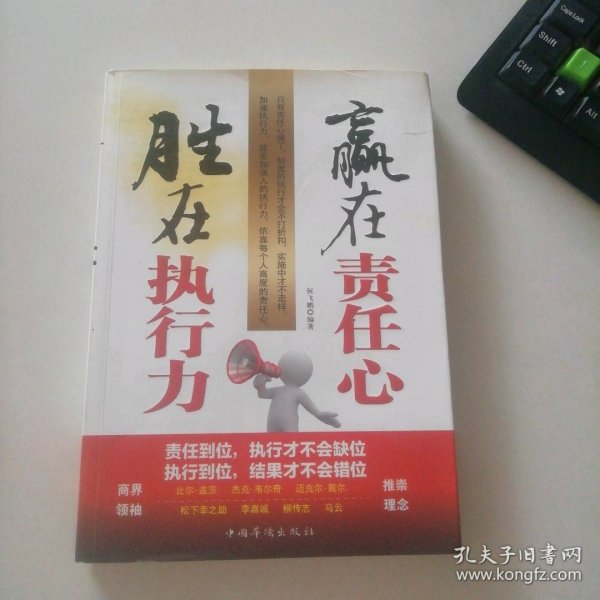 赢在
责任心
胜在
执行力
只有责任心强了，制度的执行才会不打折扣，实施中才不走样。
加强执行力，就是加强人的执行力，依靠每个人高度的责任心。
何飞鹏◎编著
责任到位，执行才不会缺位
执行到位，结果才不会错位
商界
领袖
比尔·盖茨 杰克·韦尔奇 迈克尔·戴尔
松下幸之助 李嘉诚 柳传志 马云
推崇
理念
中国华侨出版社
Caps Lock
Shift
Ctrl
Alt
孔夫子旧书网
www.kongfz.com